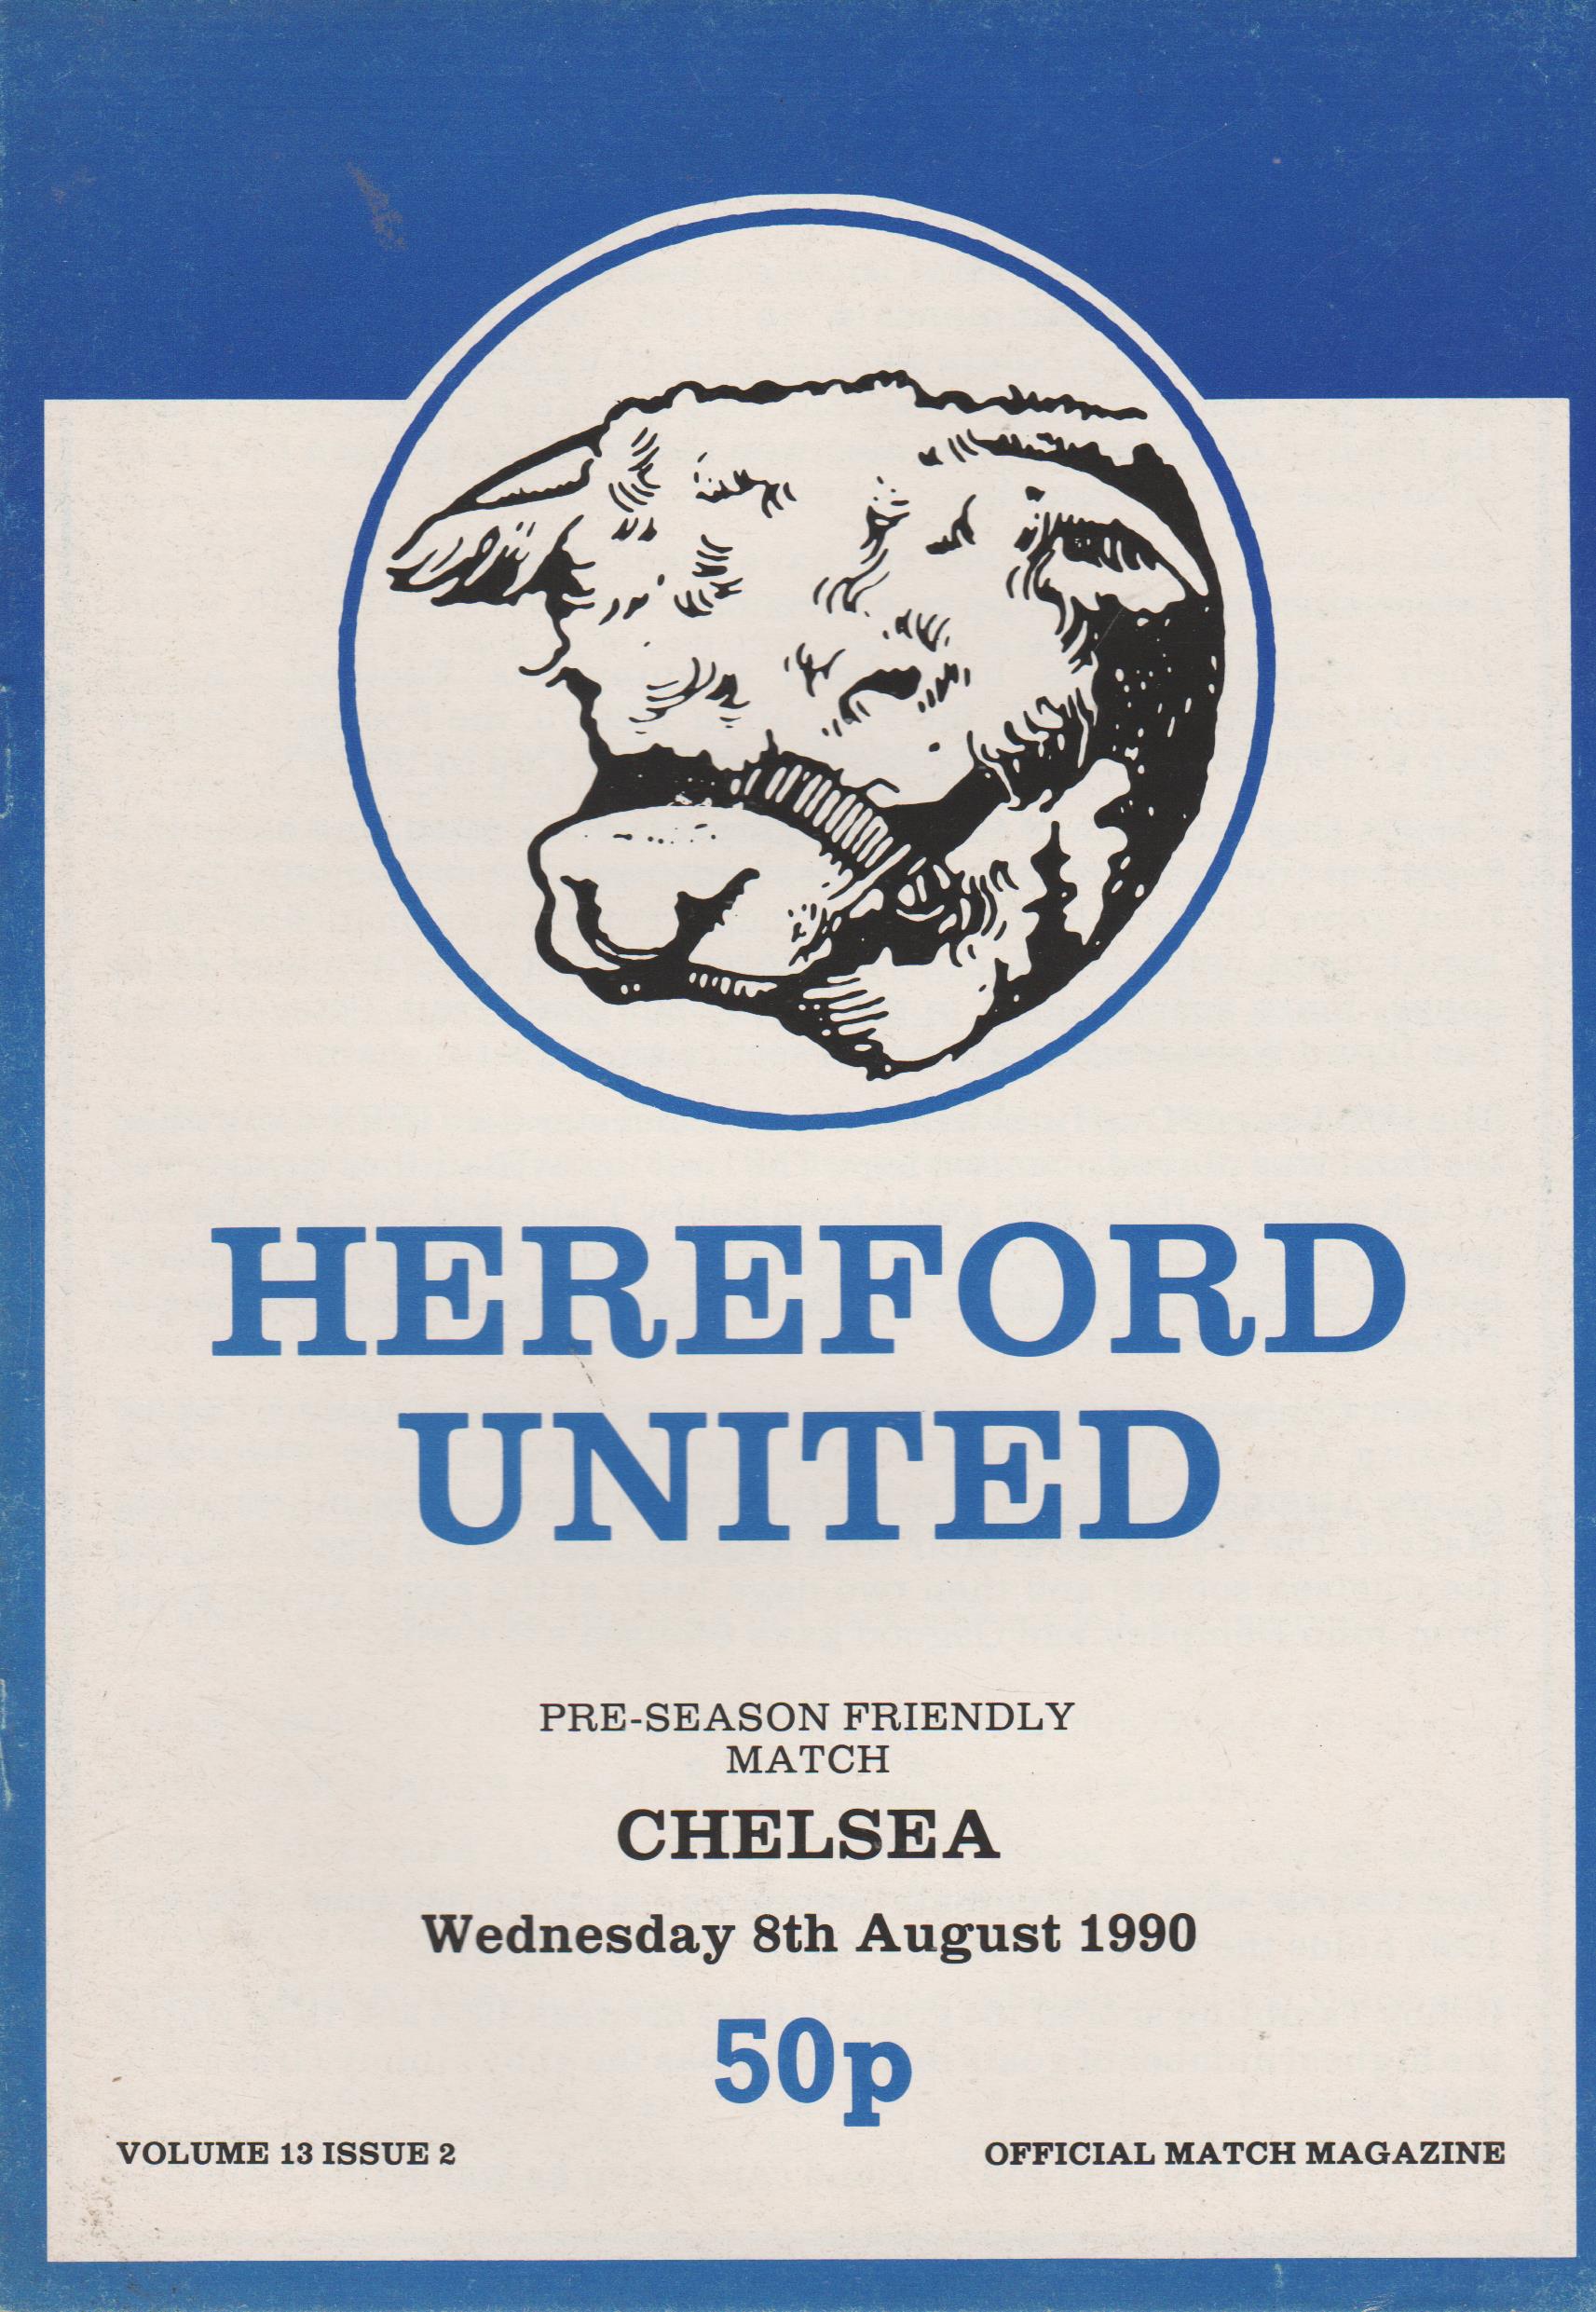 HEREFORD
UNITED
PRE-SEASON FRIENDLY
MATCH
CHELSEA
Wednesday 8th August 1990
50p
VOLUME 13 ISSUE 2
OFFICIAL MATCH MAGAZINE